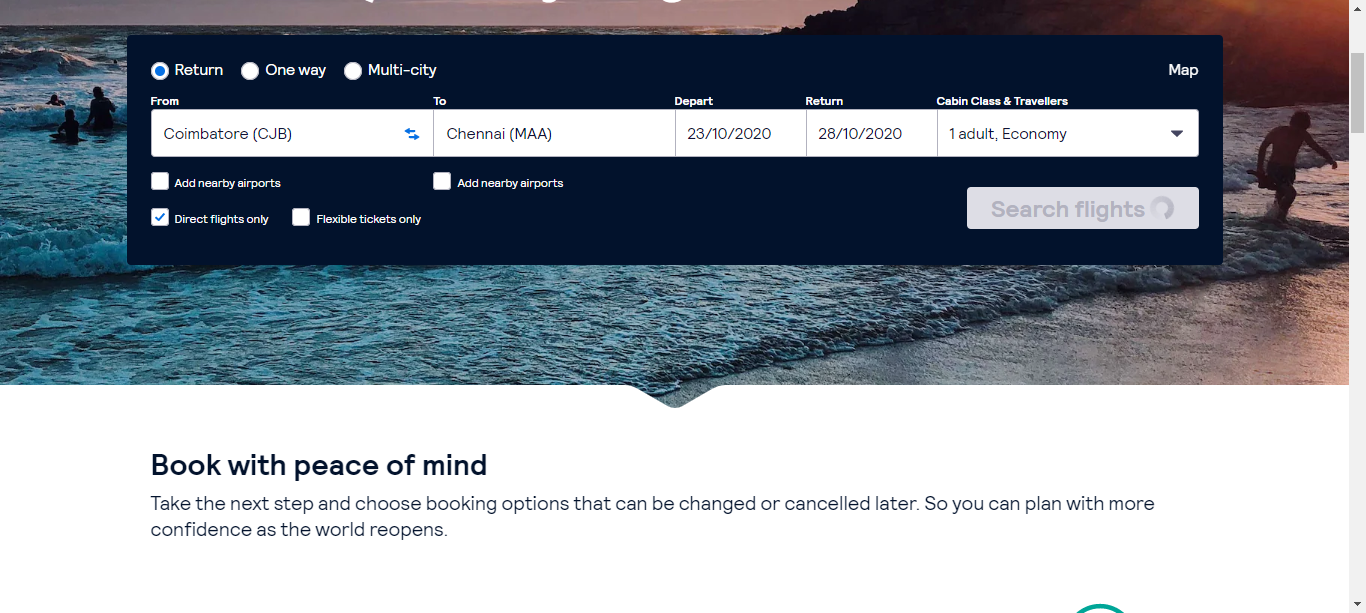 Return One way Multi-city Map
From To Depart Return Cabin Class & Travellers
Coimbatore (CJB) Chennai (MAA) 23/10/2020 28/10/2020 1 adult, Economy
Add nearby airports Add nearby airports
Direct flights only Flexible tickets only
Search flights
Book with peace of mind
Take the next step and choose booking options that can be changed or cancelled later. So you can plan with more
confidence as the world reopens.